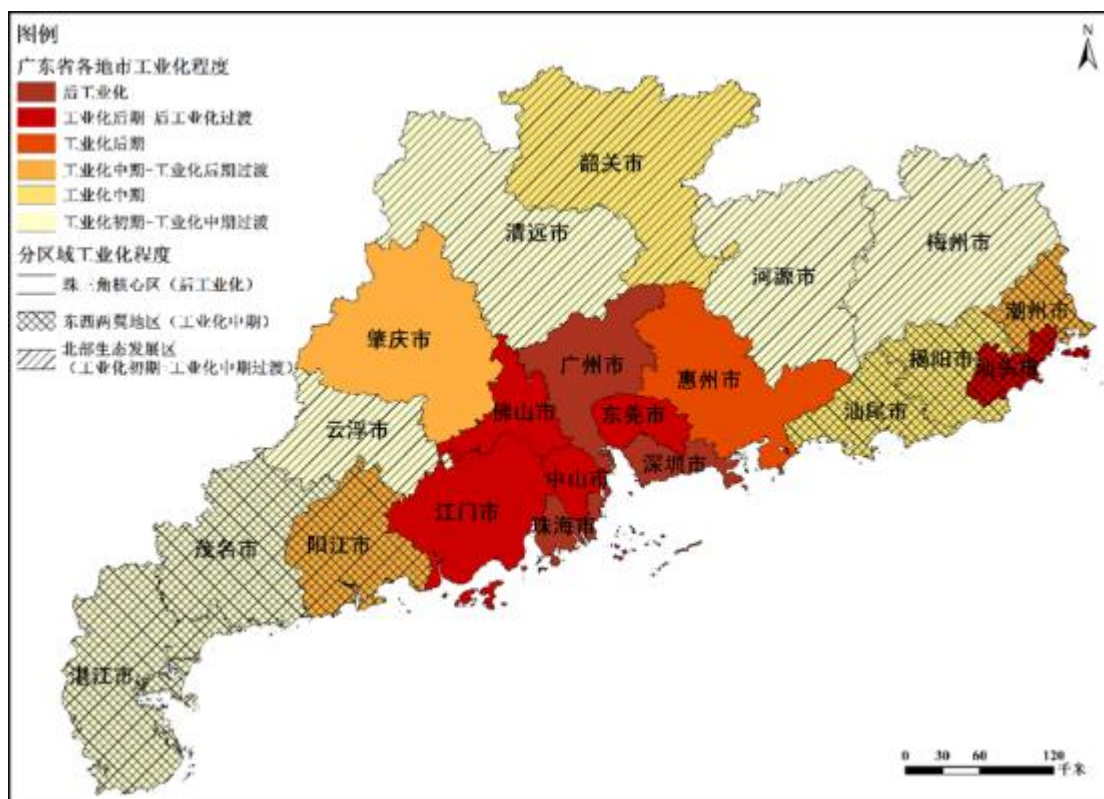 图例
N
广东省各地市工业化程度
后工业化
工业化后期-后工业化过渡
工业化后期
工业化中期-工业化后期过渡
工业化中期
工业化初期-工业化中期过渡
分区域工业化程度
珠三角核心区(后工业化)
东西两翼地区(工业化中期)
北部生态发展区
(工业化初期-工业化中期过渡)
韶关市
清远市
河源市
梅州市
潮州市
肇庆市
广州市
惠州市
揭阳市
汕头市
佛山市
东莞市
汕尾市
云浮市
深圳市
中山市
江门市
珠海市
阳江市
茂名市
湛江市
0 30 60 120
千米